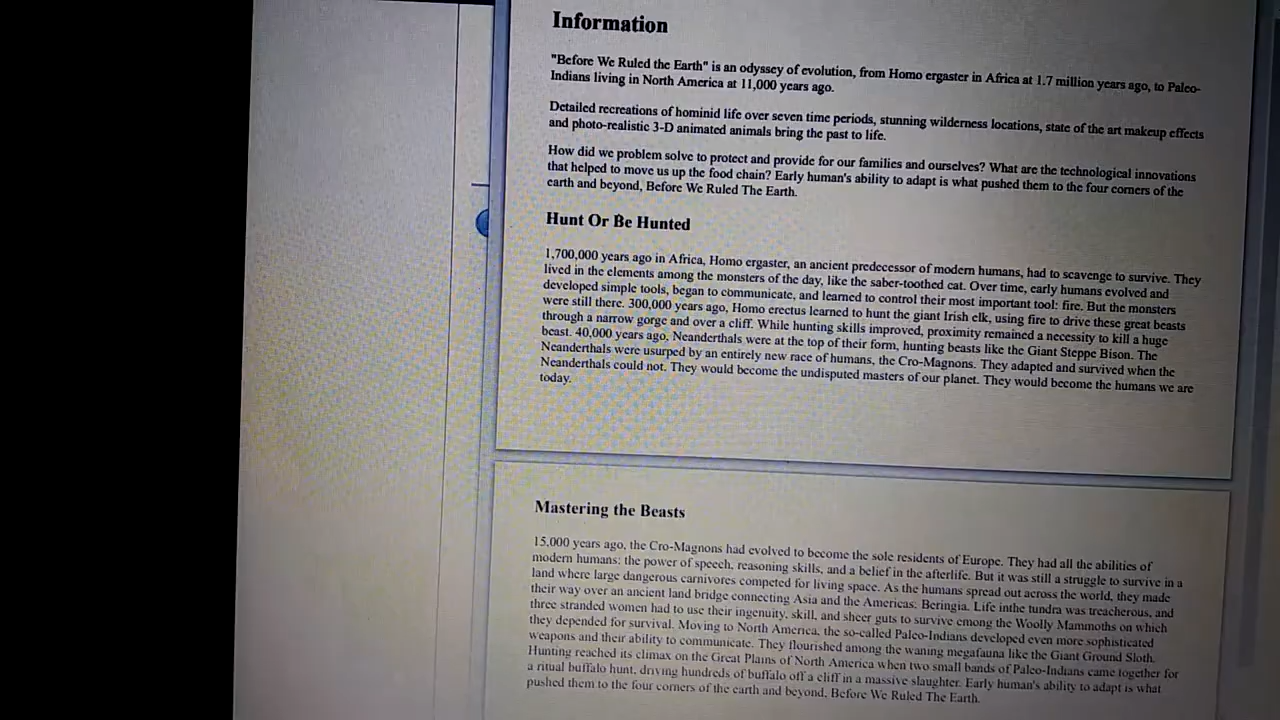 Information
"Before We Ruled the Earth" is an odyssey of evolution, from Homo ergaster in Africa at 1.7 million years ago, to Paleo-
Indians living in North America at 11,000 years ago.
Detailed recreations of hominid life over seven time periods, stunning wilderness locations, state of the art makeup effects
and photo-realistic 3-D animated animals bring the past to life.
How did we problem solve to protect and provide for our families and ourselves? What are the technological innovations
that helped to move us up the food chain? Early human's ability to adapt is what pushed them to the four corners of the
earth and beyond, Before We Ruled The Earth.
Hunt Or Be Hunted
1,700,000 years ago in Africa, Homo ergaster, an ancient predecessor of modern humans, had to scavenge to survive. They
lived in the elements among the monsters of the day, like the saber-toothed cat. Over time, early humans evolved and
developed simple tools, began to communicate, and learned to control their most important tool: fire. But the monsters
were still there. 300,000 years ago, Homo erectus learned to hunt the giant Irish elk, using fire to drive these great beasts
through a narrow gorge and over a cliff. While hunting skills improved, proximity remained a necessity to kill a huge
beast. 40,000 years ago, Neanderthals were at the top of their form, hunting beasts like the Giant Steppe Bison. The
Neanderthals were usurped by an entirely new race of humans, the Cro-Magnons. They adapted and survived when the
Neanderthals could not. They would become the undisputed masters of our planet. They would become the humans we are
today.
Mastering the Beasts
15,000 years ago, the Cro-Magnons had evolved to become the sole residents of Europe. They had all the abilities of
modern humans: the power of speech, reasoning skills, and a belief in the afterlife. But it was still a struggle to survive in a
land where large dangerous carnivores competed for living space. As the humans spread out across the world, they made
their way over an ancient land bridge connecting Asia and the Americas: Beringia. Life inthe tundra was treacherous, and
three stranded women had to use their ingenuity, skill, and sheer guts to survive emong the Woolly Mammoths on which
they depended for survival. Moving to North America, the so-called Paleo-Indians developed even more sophisticated
weapons and their ability to communicate. They flourished among the waning megafauna like the Giant Ground Sloth.
Hunting reached its climax on the Great Plains of North America when two small bands of Paleo-Indians came together for
a ritual buffalo hunt, driving hundreds of buffalo off a cliff in a massive slaughter. Early human's ability to adapt is what
pushed them to the four corners of the earth and beyond, Before We Ruled The Earth.